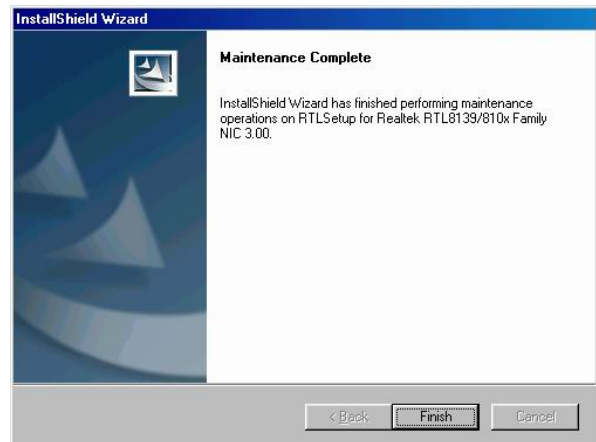 InstallShield Wizard
Maintenance Complete
InstallShield Wizard has finished performing maintenance
operations on RTLSetup for Realtek RTL8139/810x Family
NIC 3.00.
< Back
Finish
Cancel